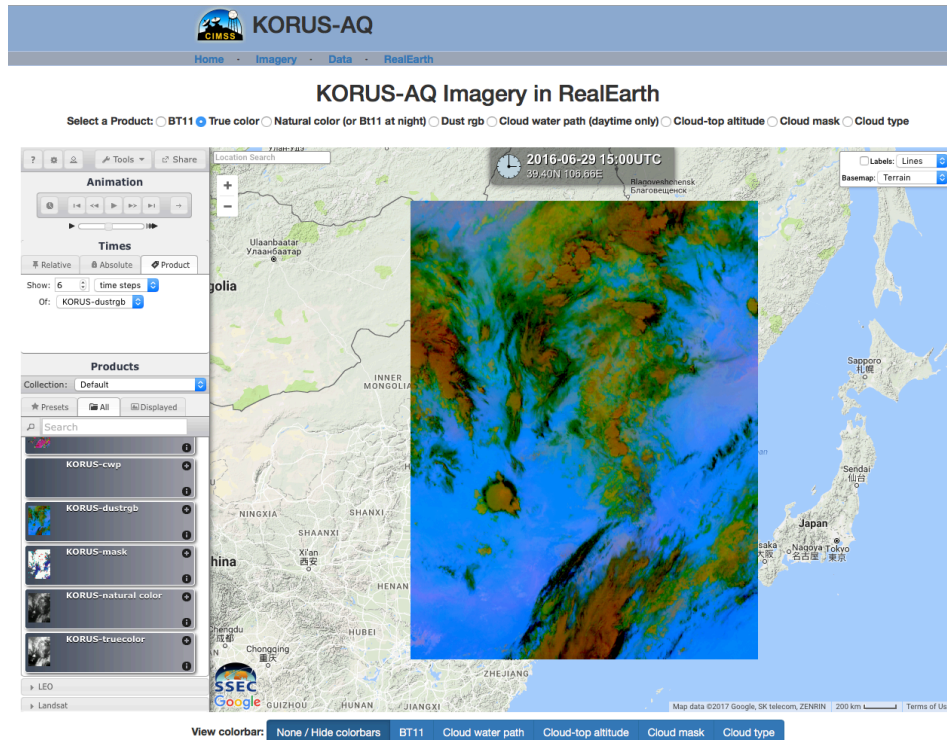 CIMSS
KORUS-AQ
Home · Imagery · Data · RealEarth
KORUS-AQ Imagery in RealEarth
Select a Product: BT11 True color Natural color (or Bt11 at night) Dust rgb Cloud water path (daytime only) Cloud-top altitude Cloud mask Cloud type
? Tools Share
Animation
Times
Relative Absolute Product
Show: 6 time steps
Of: KORUS-dustrgb
Products
Collection: Default
Presets All Displayed
Search
KORUS-cwp
KORUS-dustrgb
KORUS-mask
KORUS-natural color
KORUS-truecolor
LEO
Landsat
Location Search
+
−
2016-06-29 15:00UTC
39.40N 106.66E
Labels: Lines
Basemap: Terrain
Blagoveshchensk
Благовещенск
Ulaanbaatar
Улаанбаатар
golia
INNER
MONGOLIA
Sapporo
札幌
Sendai
仙台
Japan
Nagoya
名古屋
Tokyo
東京
saka
大阪
NINGXIA
SHANXI
SHAANXI
Xi'an
西安
hina
HENAN
HUBEI
Chengdu
成都
Chongqing
重庆
ZHEJIANG
GUIZHOU
HUNAN
JIANGXI
SSEC
Google
Map data ©2017 Google, SK telecom, ZENRIN 200 km Terms of Us
View colorbar: None / Hide colorbars BT11 Cloud water path Cloud-top altitude Cloud mask Cloud type